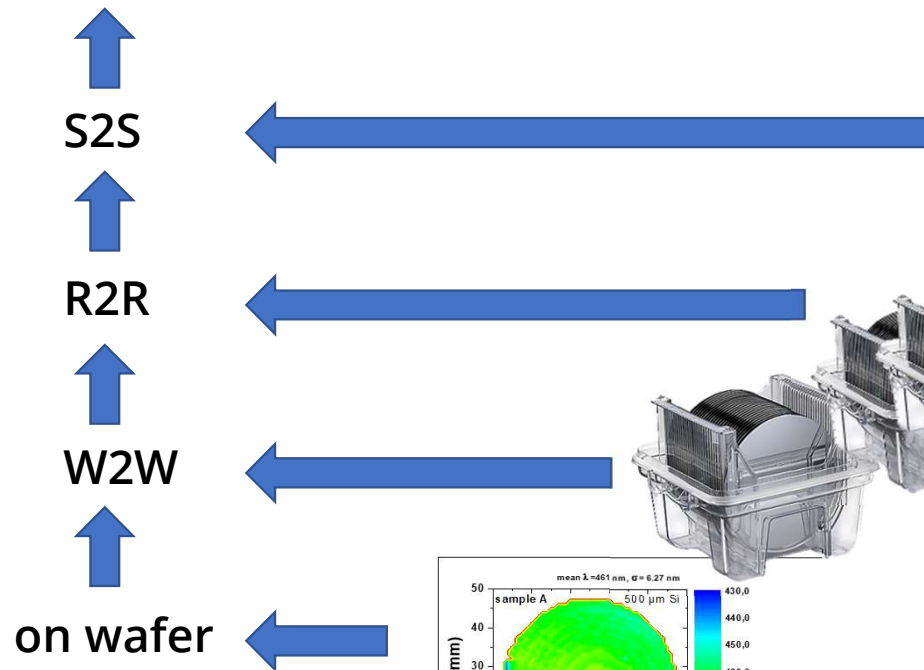 S2S
R2R
W2W
on wafer
mean λ =461 nm, σ = 6.27 nm
sample A
500 µm Si
50
40
30
mm)
430,0
440,0
450,0